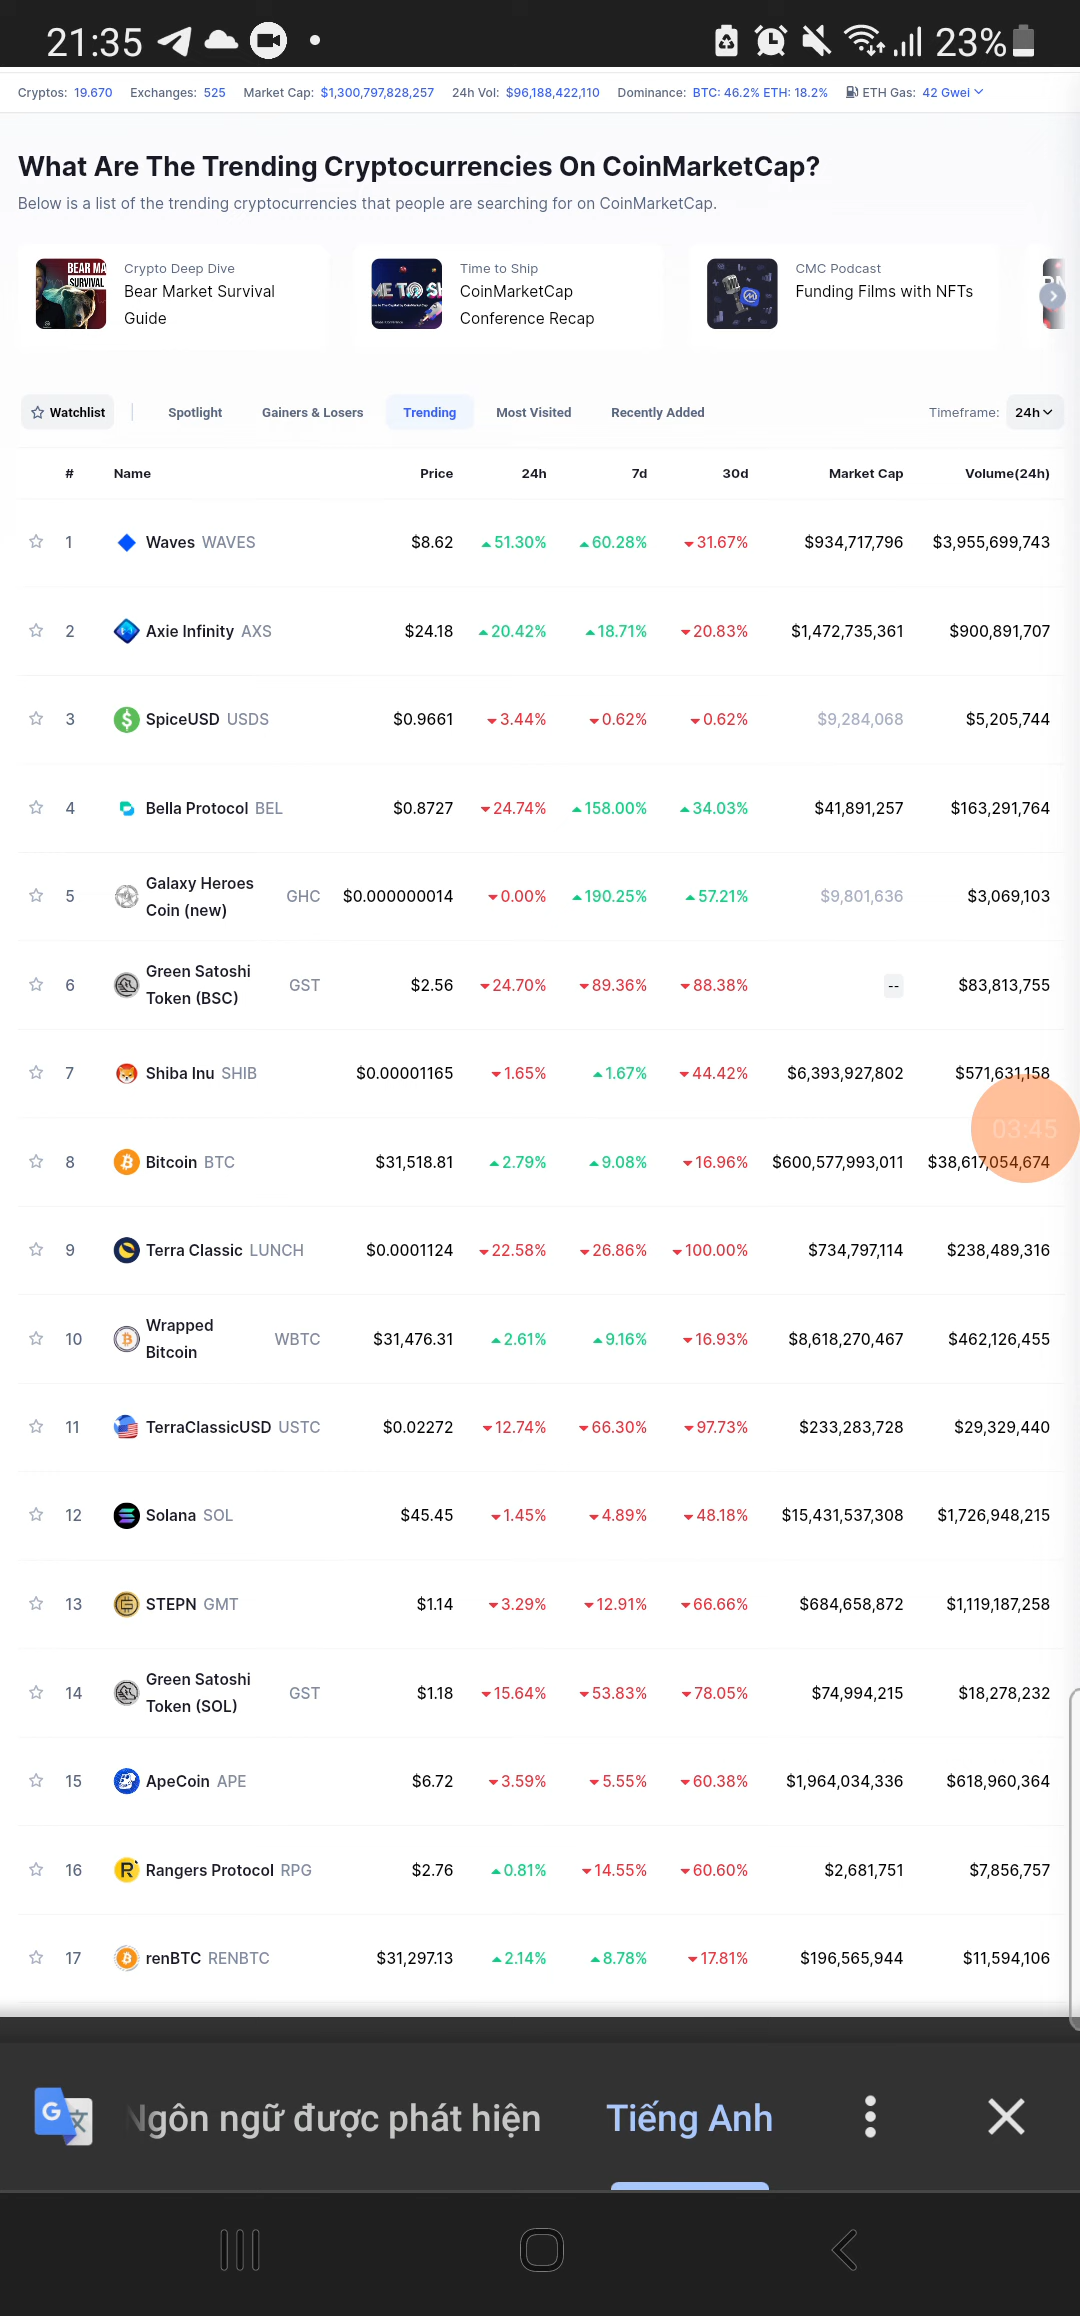 21:35 23%
Cryptos: 19.670 Exchanges: 525 Market Cap: $1,300,797,828,257 24h Vol: $96,188,422,110 Dominance: BTC: 46.2% ETH: 18.2% ETH Gas: 42 Gwei
What Are The Trending Cryptocurrencies On CoinMarketCap?
Below is a list of the trending cryptocurrencies that people are searching for on CoinMarketCap.
Crypto Deep Dive
Bear Market Survival
Guide
Time to Ship
CoinMarketCap
Conference Recap
CMC Podcast
Funding Films with NFTs
Watchlist Spotlight Gainers & Losers Trending Most Visited Recently Added Timeframe: 24h
# Name Price 24h 7d 30d Market Cap Volume(24h)
1 Waves WAVES $8.62 51.30% 60.28% 31.67% $934,717,796 $3,955,699,743
2 Axie Infinity AXS $24.18 20.42% 18.71% 20.83% $1,472,735,361 $900,891,707
3 SpiceUSD USDS $0.9661 3.44% 0.62% 0.62% $9,284,068 $5,205,744
4 Bella Protocol BEL $0.8727 24.74% 158.00% 34.03% $41,891,257 $163,291,764
5 Galaxy Heroes Coin (new) GHC $0.000000014 0.00% 190.25% 57.21% $9,801,636 $3,069,103
6 Green Satoshi Token (BSC) GST $2.56 24.70% 89.36% 88.38% -- $83,813,755
7 Shiba Inu SHIB $0.00001165 1.65% 1.67% 44.42% $6,393,927,802 $571,631,158
03:45
8 Bitcoin BTC $31,518.81 2.79% 9.08% 16.96% $600,577,993,011 $38,617,054,674
9 Terra Classic LUNCH $0.0001124 22.58% 26.86% 100.00% $734,797,114 $238,489,316
10 Wrapped Bitcoin WBTC $31,476.31 2.61% 9.16% 16.93% $8,618,270,467 $462,126,455
11 TerraClassicUSD USTC $0.02272 12.74% 66.30% 97.73% $233,283,728 $29,329,440
12 Solana SOL $45.45 1.45% 4.89% 48.18% $15,431,537,308 $1,726,948,215
13 STEPN GMT $1.14 3.29% 12.91% 66.66% $684,658,872 $1,119,187,258
14 Green Satoshi Token (SOL) GST $1.18 15.64% 53.83% 78.05% $74,994,215 $18,278,232
15 ApeCoin APE $6.72 3.59% 5.55% 60.38% $1,964,034,336 $618,960,364
16 Rangers Protocol RPG $2.76 0.81% 14.55% 60.60% $2,681,751 $7,856,757
17 renBTC RENBTC $31,297.13 2.14% 8.78% 17.81% $196,565,944 $11,594,106
Ngôn ngữ được phát hiện Tiếng Anh